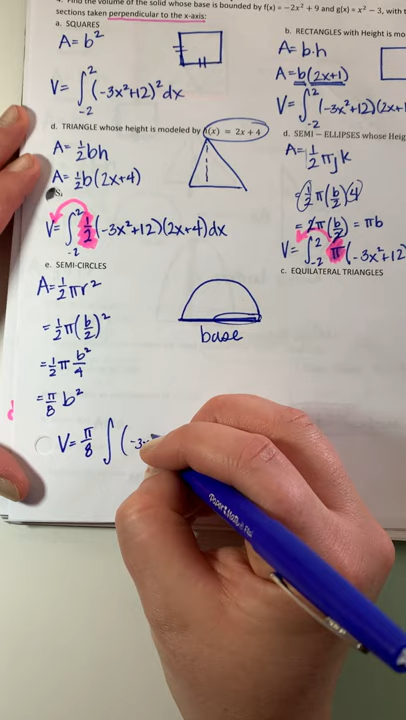 Find the volume of the solid whose base is bounded by f(x) = −2x² + 9 and g(x) = x² − 3, with
sections taken perpendicular to the x-axis:
a. SQUARES
A= b²
V= ∫₋₂² (-3x²+12)²dx
b. RECTANGLES with Height is mo
A= b·h
A= b(2x+1)
V= ∫₋₂² (-3x²+12)(2x+1
d. TRIANGLE whose height is modeled by h(x) = 2x + 4
A= ½bh
A= ½b(2x+4)
V= ∫₋₂² ½(-3x²+12)(2x+4)dx
d. SEMI – ELLIPSES whose Heig
A= ½πjk
=½π(b/2)(4)
= 2π(b/2) = πb
V= ∫₋₂² π(-3x²+12
e. SEMI-CIRCLES
A=½πr²
=½π(b/2)²
=½π b²/4
=π/8 b²
base
V= π/8 ∫ (-3x
c. EQUILATERAL TRIANGLES
Paper:Mate